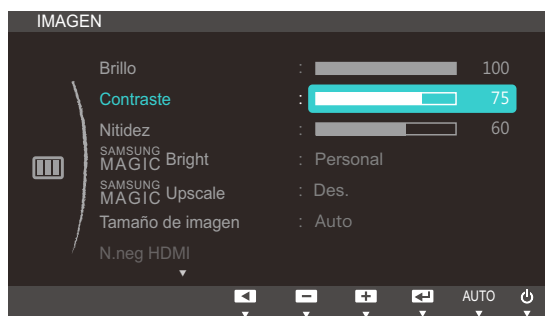 IMAGEN
Brillo : 100
Contraste : 75
Nitidez : 60
SAMSUNG MAGIC Bright : Personal
SAMSUNG MAGIC Upscale : Des.
Tamaño de imagen : Auto
N.neg HDMI
AUTO